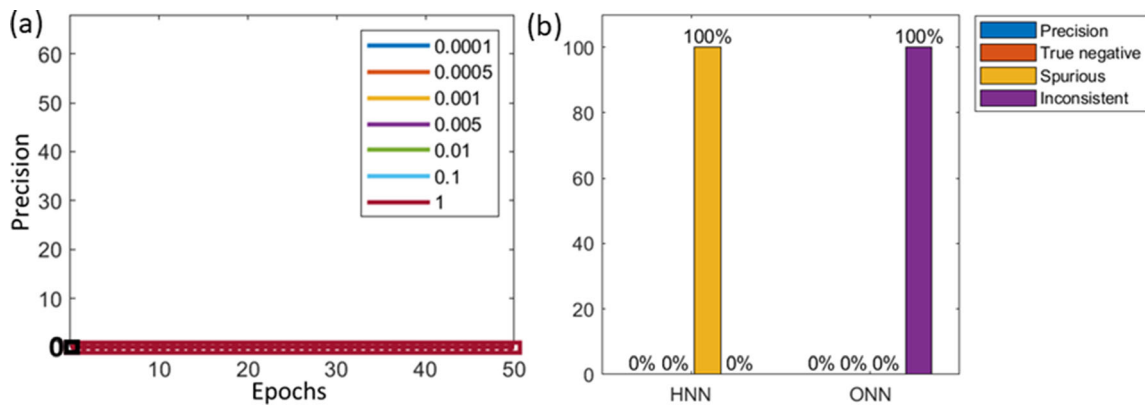 (a)
Precision
60
50
40
30
20
10
0
10 20 30 40 50
Epochs
0.0001
0.0005
0.001
0.005
0.01
0.1
1
(b)
100
80
60
40
20
0
100%
100%
0% 0% 0% 0% 0% 0%
HNN ONN
Precision
True negative
Spurious
Inconsistent